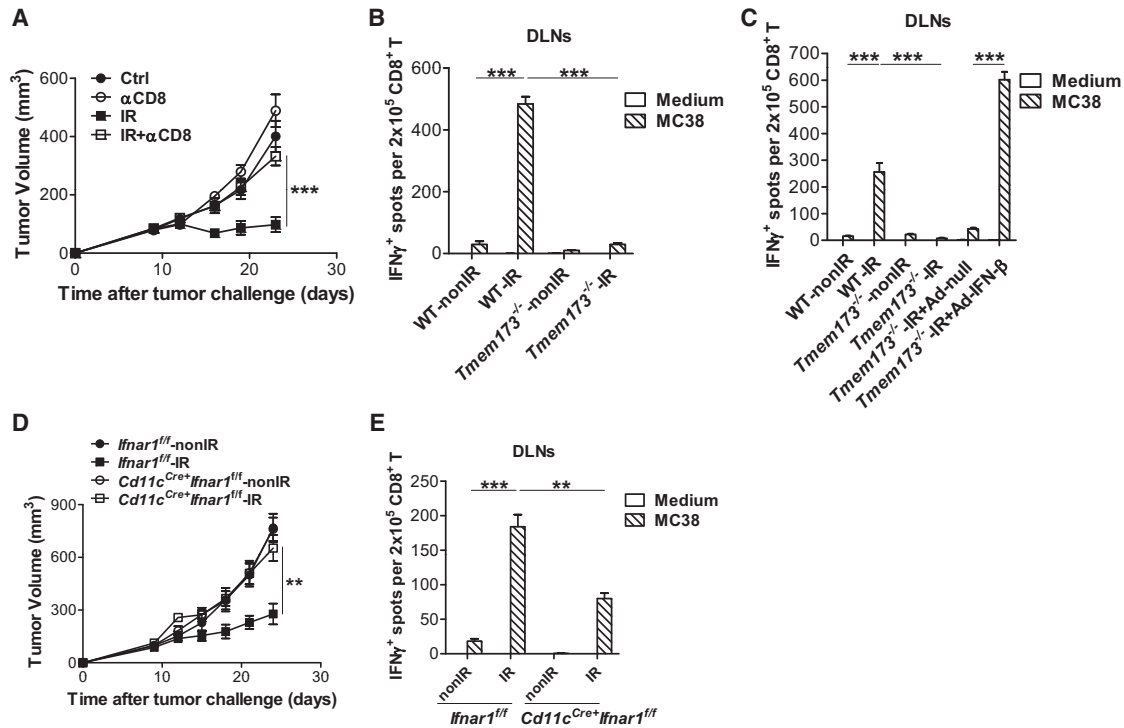 A
Tumor Volume (mm³)
600
400
200
0
0
10
20
30
Time after tumor challenge (days)
Ctrl
αCD8
IR
IR+αCD8
***
B
DLNs
IFNγ⁺ spots per 2x10⁵ CD8⁺ T
600
400
200
0
***
***
Medium
MC38
WT-nonIR
WT-IR
Tmem173⁻/⁻-nonIR
Tmem173⁻/⁻-IR
C
DLNs
IFNγ⁺ spots per 2x10⁵ CD8⁺ T
700
600
500
400
300
200
100
0
***
***
***
Medium
MC38
WT-nonIR
WT-IR
Tmem173⁻/⁻-nonIR
Tmem173⁻/⁻-IR
Tmem173⁻/⁻-IR+Ad-null
Tmem173⁻/⁻-IR+Ad-IFN-β
D
Ifnar1f/f-nonIR
Ifnar1f/f-IR
Cd11cCre+Ifnar1f/f-nonIR
Cd11cCre+Ifnar1f/f-IR
Tumor Volume (mm³)
900
600
300
0
0
10
20
30
Time after tumor challenge (days)
**
E
DLNs
IFNγ⁺ spots per 2x10⁵ CD8⁺ T
250
200
150
100
50
0
***
**
Medium
MC38
nonIR
IR
nonIR
IR
Ifnar1f/f
Cd11cCre+Ifnar1f/f